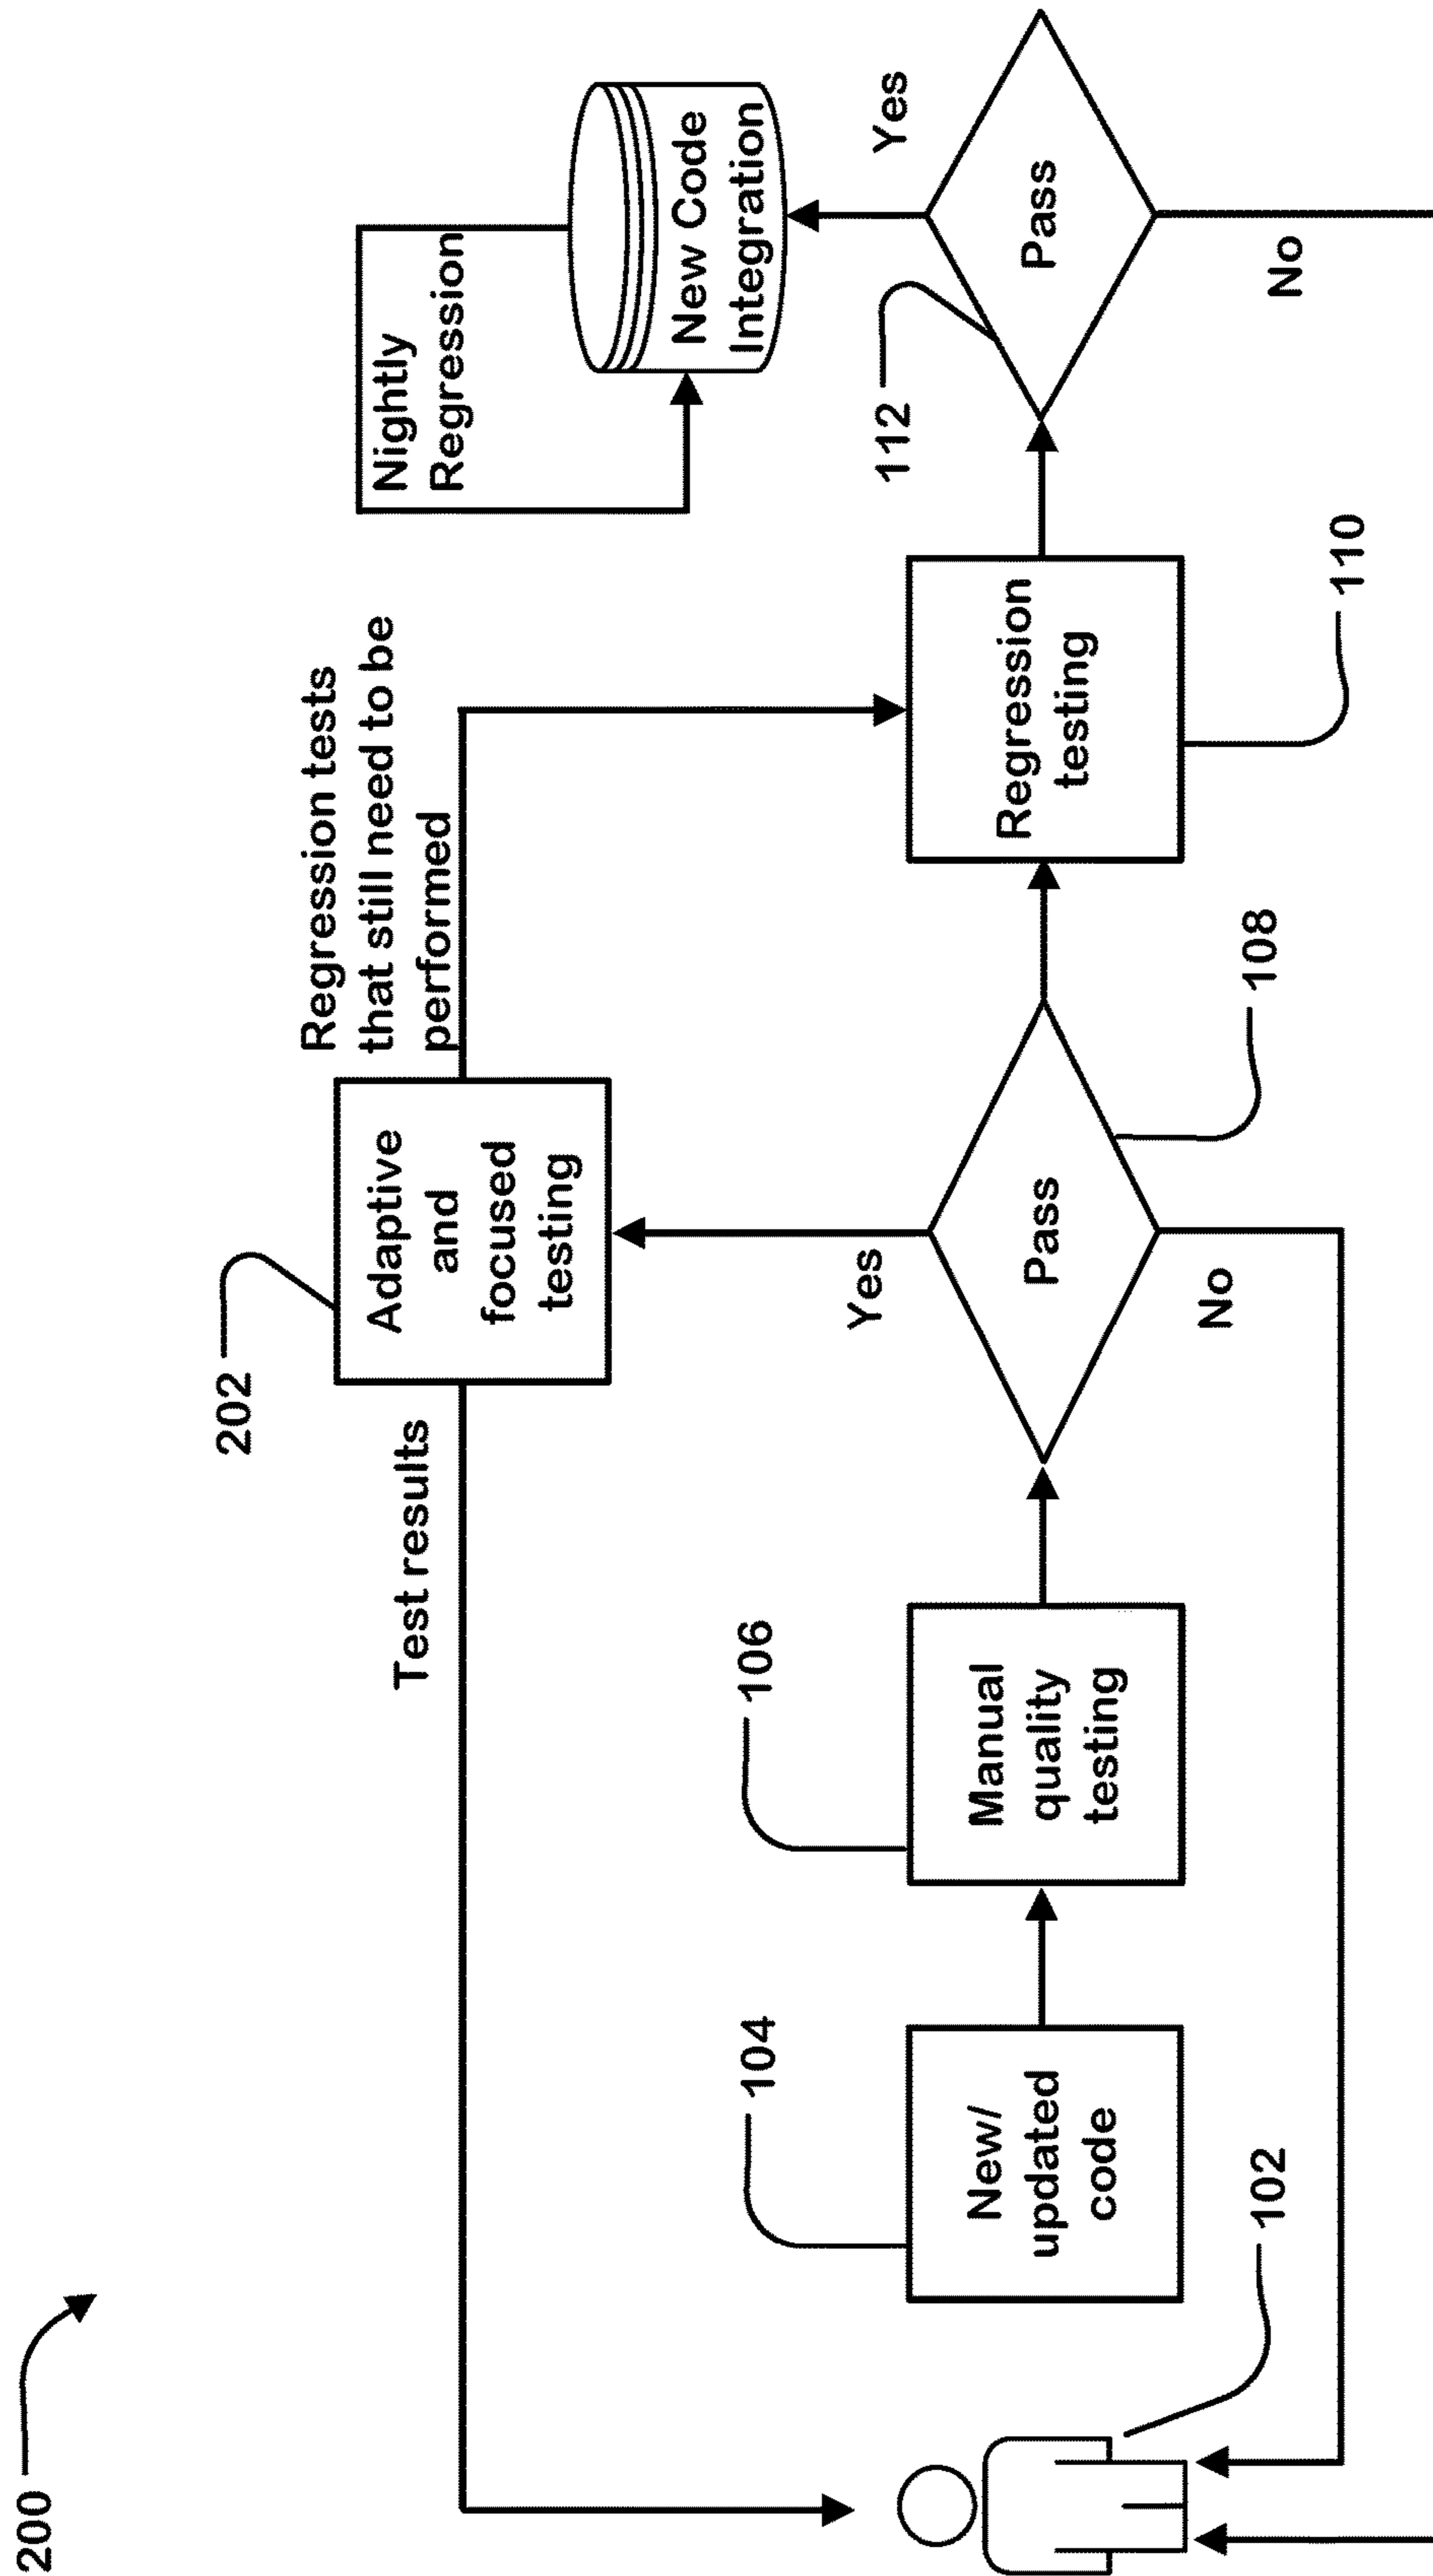 200
202
Test results
Adaptive
and
focused
testing
Regression tests
that still need to be
performed
Nightly
Regression
New Code
Integration
Yes
112
Pass
No
Yes
104
106
New/
updated
code
Manual
quality
testing
Pass
Regression
testing
No
102
108
110